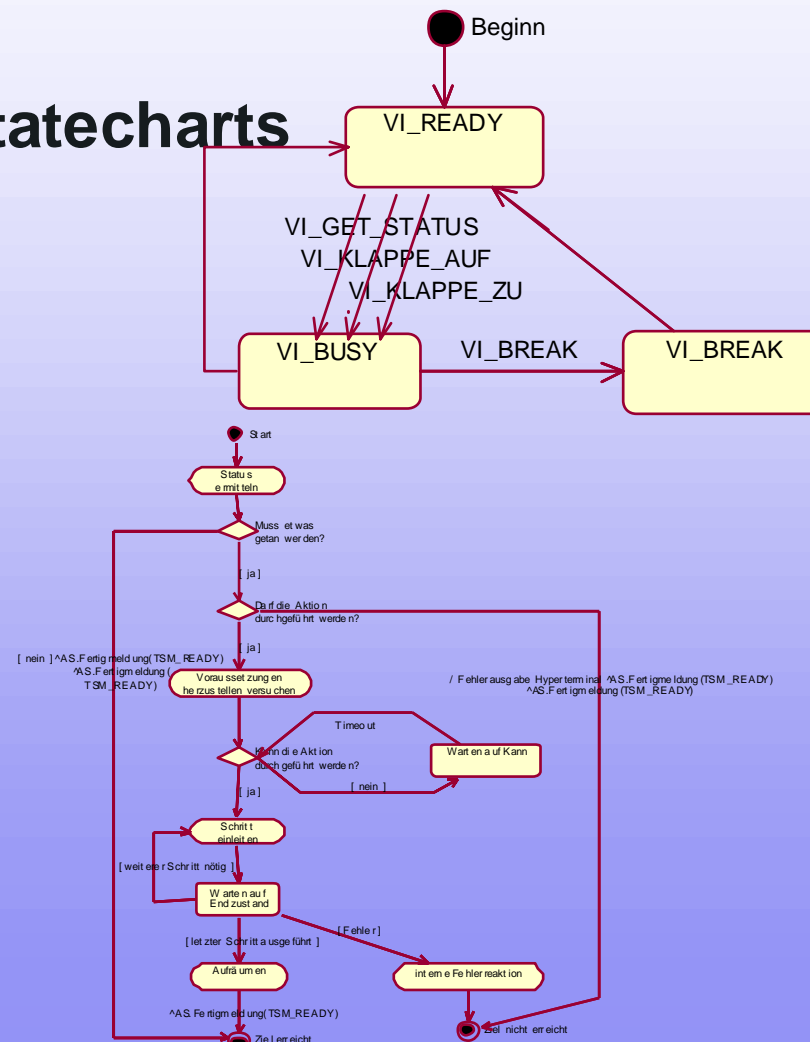 Beginn
tatecharts
VI_READY
VI_GET_STATUS
VI_KLAPPE_AUF
VI_KLAPPE_ZU
VI_BUSY
VI_BREAK
VI_BREAK
Start
Status
ermitteln
Muss etwas
getan werden?
[ ja ]
Darf die Aktion
durchgeführt werden?
[ ja ]
[ nein ] ^AS.Fertigmeldung(TSM_READY)
^AS.Fertigmeldung(
TSM_READY)
Voraussetzungen
herzustellen versuchen
/ Fehlerausgabe Hyperterminal ^AS.Fertigmeldung(TSM_READY)
^AS.Fertigmeldung(TSM_READY)
Timeout
Kann die Aktion
durchgeführt werden?
Warten auf Kann
[ nein ]
[ ja ]
Schritt
einleiten
[ weiterer Schritt nötig ]
Warten auf
Endzustand
[ Fehler ]
[ letzter Schritt ausgeführt ]
Aufräumen
interne Fehlerreaktion
^AS.Fertigmeldung(TSM_READY)
Ziel nicht erreicht
Ziel erreicht